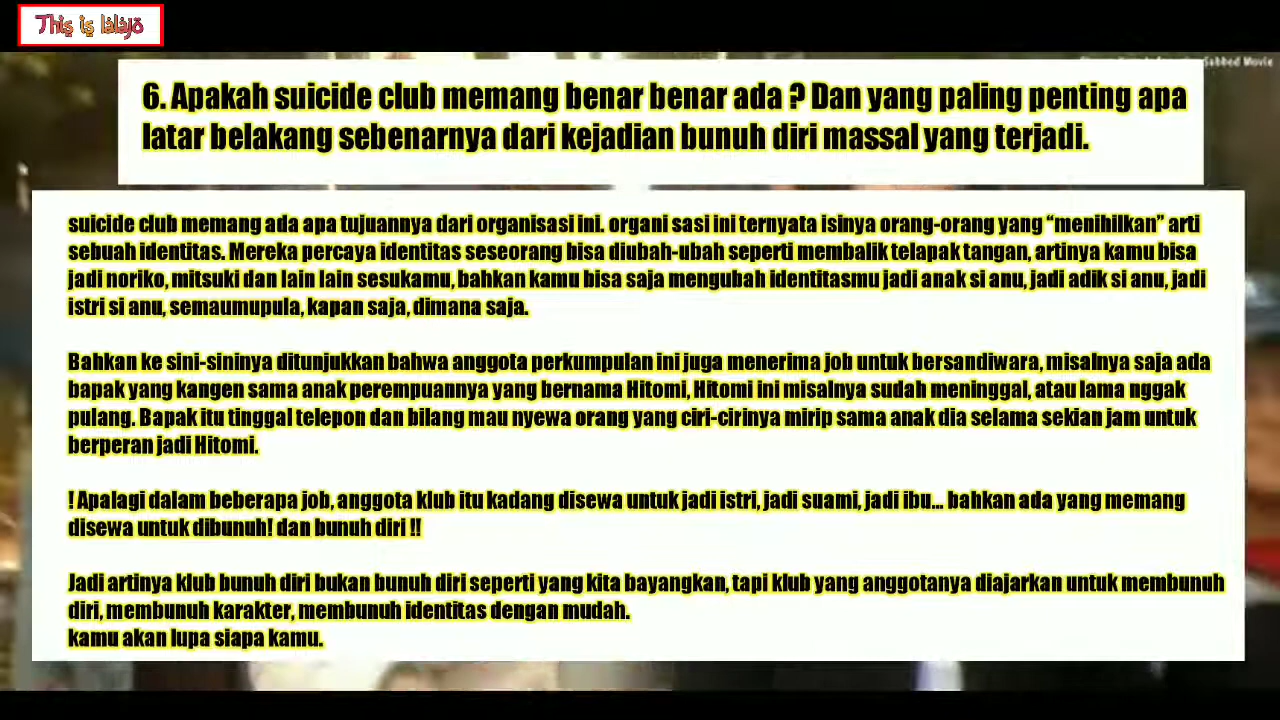 This is lalajo
Subbed Movie
6. Apakah suicide club memang benar benar ada ? Dan yang paling penting apa
latar belakang sebenarnya dari kejadian bunuh diri massal yang terjadi.
suicide club memang ada apa tujuannya dari organisasi ini. organi sasi ini ternyata isinya orang-orang yang “menihilkan” arti
sebuah identitas. Mereka percaya identitas seseorang bisa diubah-ubah seperti membalik telapak tangan, artinya kamu bisa
jadi noriko, mitsuki dan lain lain sesukamu, bahkan kamu bisa saja mengubah identitasmu jadi anak si anu, jadi adik si anu, jadi
istri si anu, semaumupula, kapan saja, dimana saja.
Bahkan ke sini-sininya ditunjukkan bahwa anggota perkumpulan ini juga menerima job untuk bersandiwara, misalnya saja ada
bapak yang kangen sama anak perempuannya yang bernama Hitomi, Hitomi ini misalnya sudah meninggal, atau lama nggak
pulang. Bapak itu tinggal telepon dan bilang mau nyewa orang yang ciri-cirinya mirip sama anak dia selama sekian jam untuk
berperan jadi Hitomi.
! Apalagi dalam beberapa job, anggota klub itu kadang disewa untuk jadi istri, jadi suami, jadi ibu... bahkan ada yang memang
disewa untuk dibunuh! dan bunuh diri !!
Jadi artinya klub bunuh diri bukan bunuh diri seperti yang kita bayangkan, tapi klub yang anggotanya diajarkan untuk membunuh
diri, membunuh karakter, membunuh identitas dengan mudah.
kamu akan lupa siapa kamu.